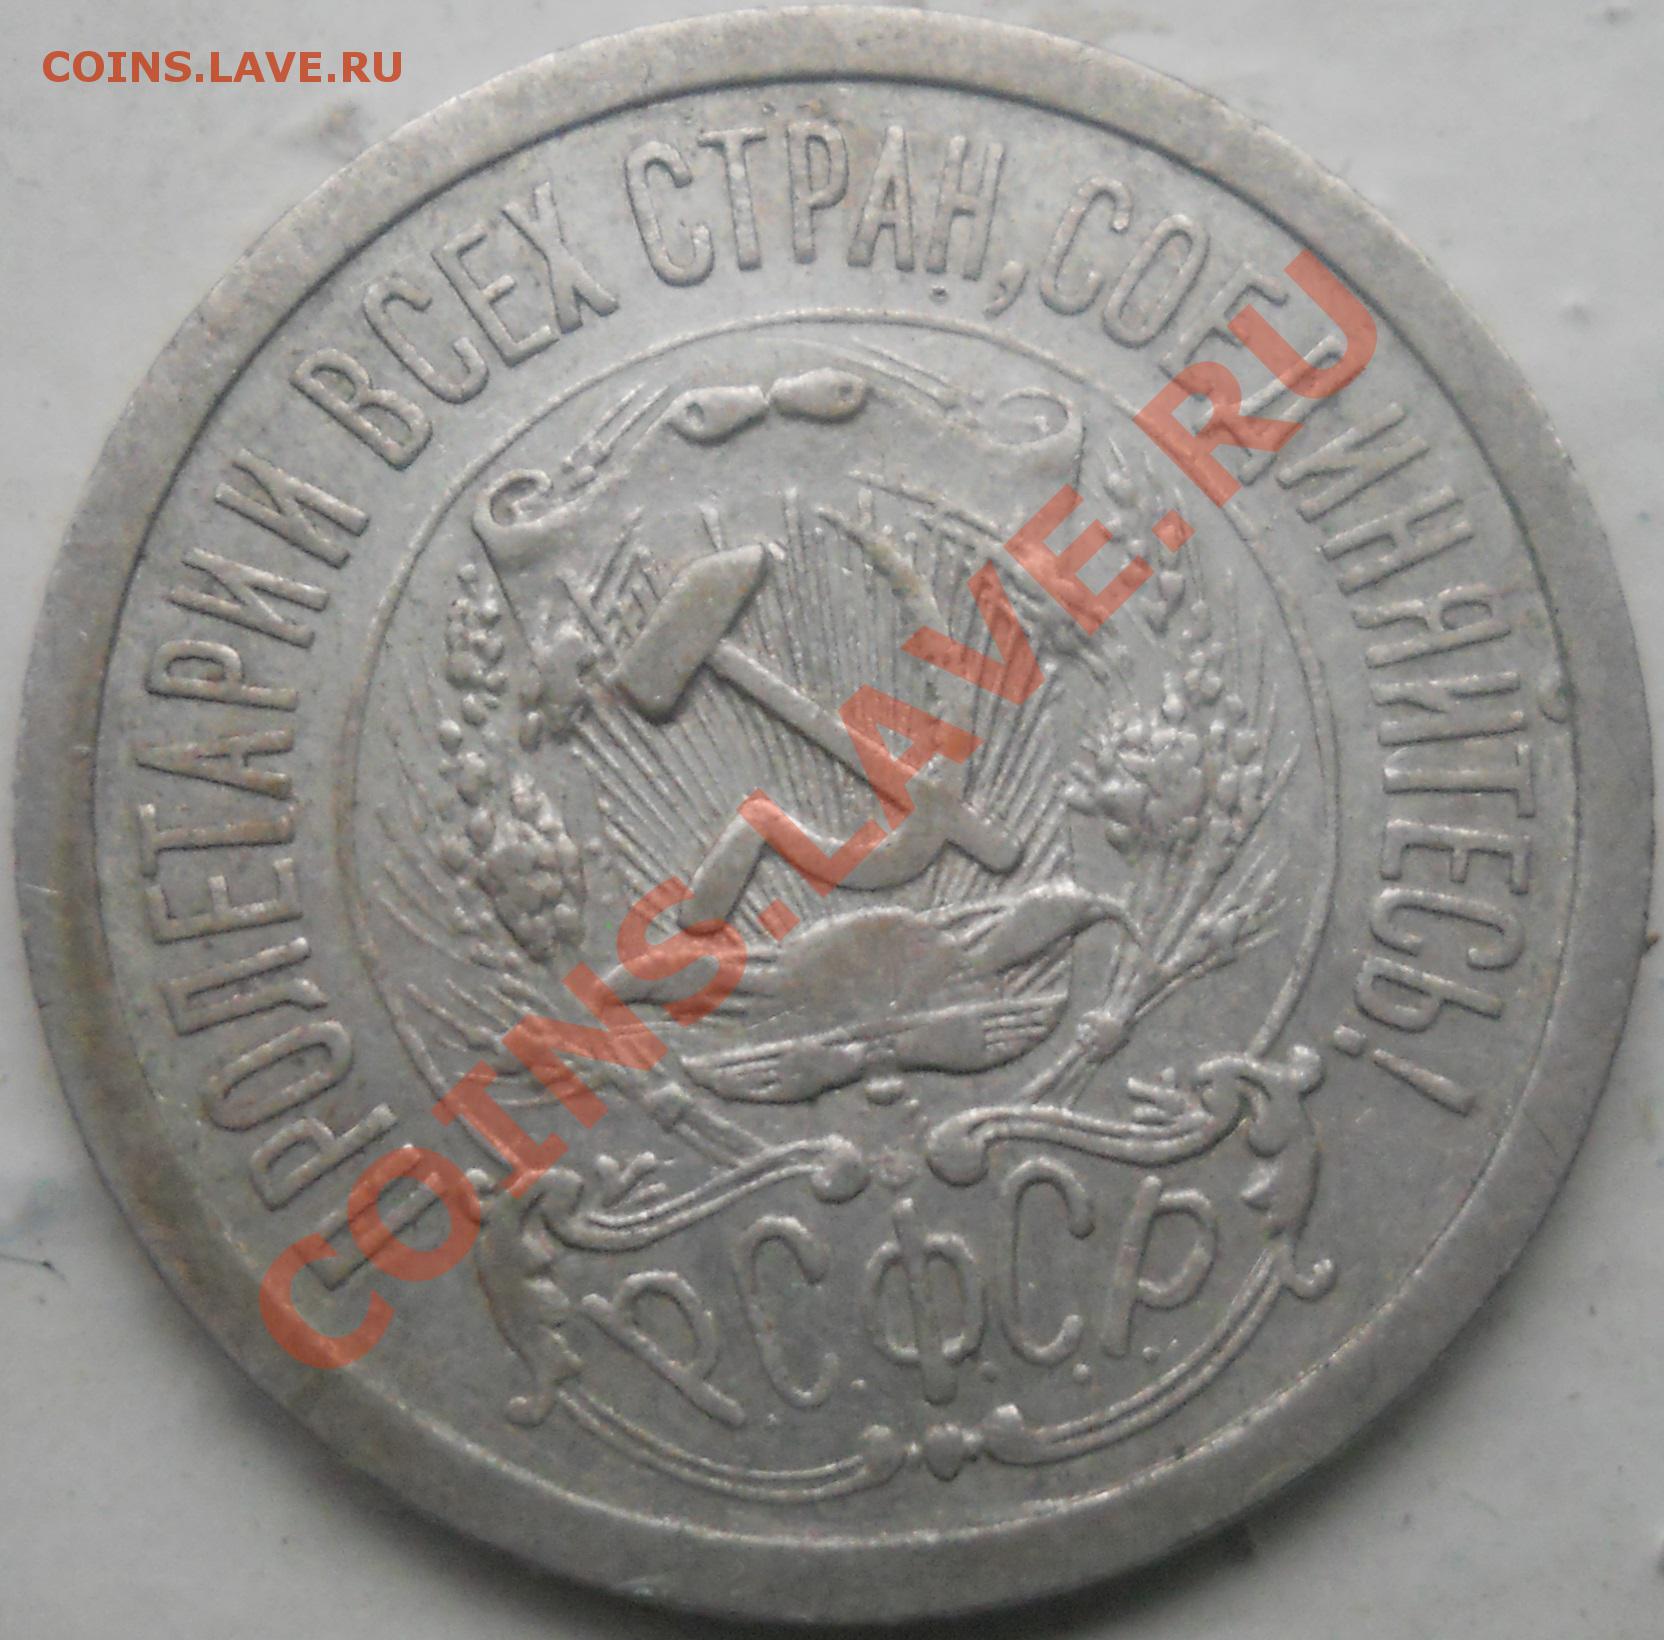 COINS.LAVE.RU
ПРОЛЕТАРИИ ВСЕХ СТРАН, СОЕДИНЯЙТЕСЬ!
COINS.LAVE.RU
Р.С.Ф.С.Р.